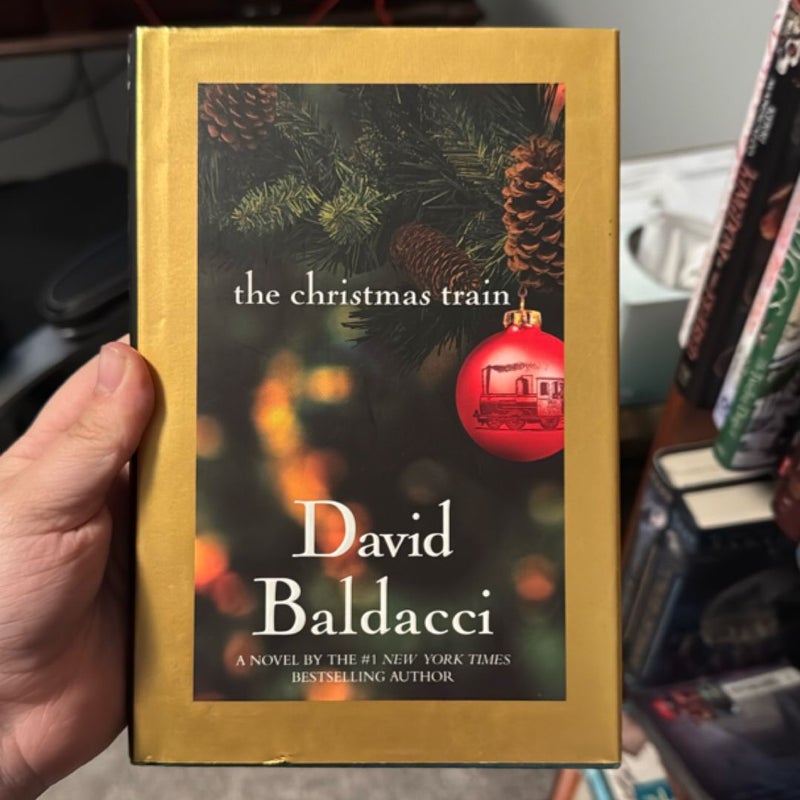 the christmas train
David
Baldacci
A NOVEL BY THE #1 NEW YORK TIMES
BESTSELLING AUTHOR